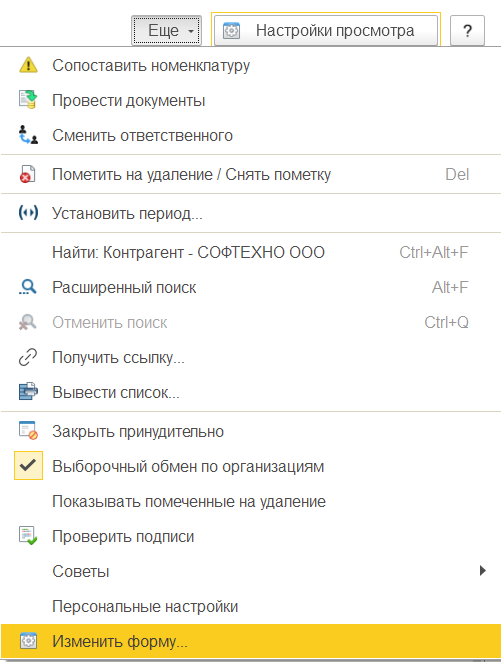 Еще
Настройки просмотра
?
Сопоставить номенклатуру
Провести документы
Сменить ответственного
Пометить на удаление / Снять пометку Del
Установить период...
Найти: Контрагент - СОФТЕХНО ООО Ctrl+Alt+F
Расширенный поиск Alt+F
Отменить поиск Ctrl+Q
Получить ссылку...
Вывести список...
Закрыть принудительно
Выборочный обмен по организациям
Показывать помеченные на удаление
Проверить подписи
Советы
Персональные настройки
Изменить форму...